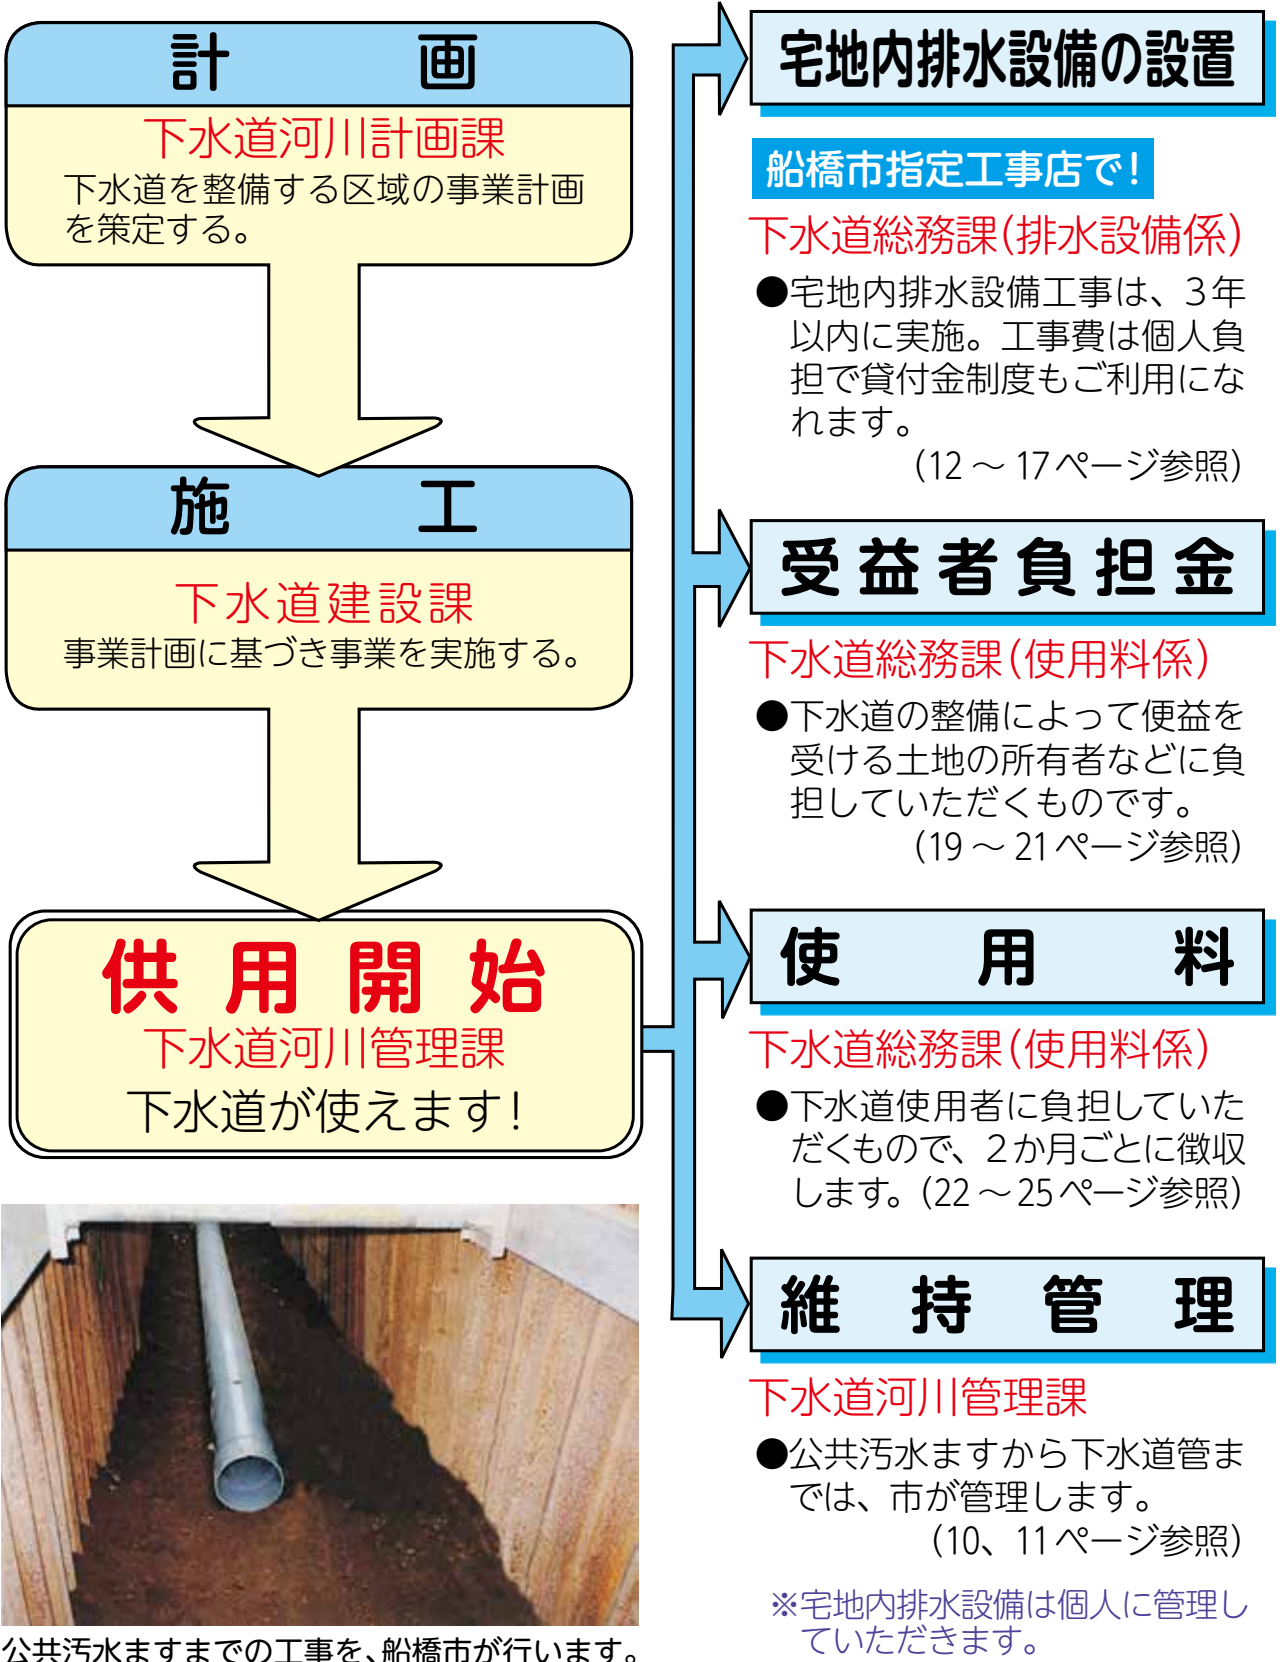 計画
下水道河川計画課
下水道を整備する区域の事業計画
を策定する。
施工
下水道建設課
事業計画に基づき事業を実施する。
供用開始
下水道河川管理課
下水道が使えます！
公共汚水ますまでの工事を、船橋市が行います。
宅地内排水設備の設置
船橋市指定工事店で！
下水道総務課（排水設備係）
●宅地内排水設備工事は、３年
以内に実施。工事費は個人負
担で貸付金制度もご利用にな
れます。
（12 ～ 17ページ参照）
受益者負担金
下水道総務課（使用料係）
●下水道の整備によって便益を
受ける土地の所有者などに負
担していただくものです。
（19 ～ 21ページ参照）
使用料
下水道総務課（使用料係）
●下水道使用者に負担していた
だくもので、２か月ごとに徴収
します。（22 ～ 25ページ参照）
維持管理
下水道河川管理課
●公共汚水ますから下水道管ま
では、市が管理します。
（10、11ページ参照）
※宅地内排水設備は個人に管理し
ていただきます。